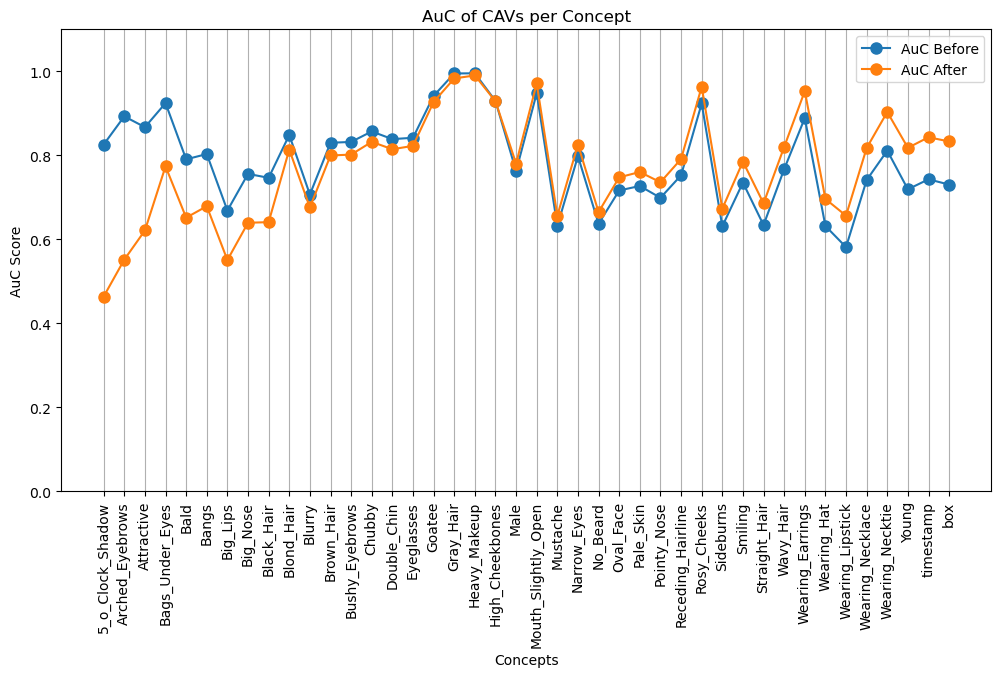 AuC of CAVs per Concept
AuC Before
AuC After
AuC Score
1.0
0.8
0.6
0.4
0.2
0.0
5_o_Clock_Shadow
Arched_Eyebrows
Attractive
Bags_Under_Eyes
Bald
Bangs
Big_Lips
Big_Nose
Black_Hair
Blond_Hair
Blurry
Brown_Hair
Bushy_Eyebrows
Chubby
Double_Chin
Eyeglasses
Goatee
Gray_Hair
Heavy_Makeup
High_Cheekbones
Male
Mouth_Slightly_Open
Mustache
Narrow_Eyes
No_Beard
Oval_Face
Pale_Skin
Pointy_Nose
Receding_Hairline
Rosy_Cheeks
Sideburns
Smiling
Straight_Hair
Wavy_Hair
Wearing_Earrings
Wearing_Hat
Wearing_Lipstick
Wearing_Necklace
Wearing_Necktie
Young
timestamp
box
Concepts